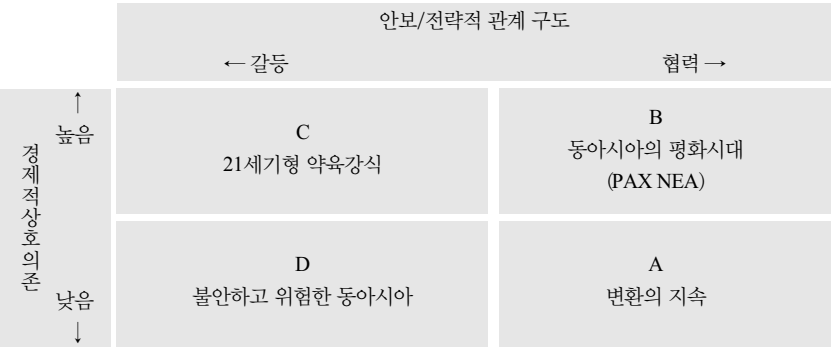 안보/전략적 관계 구도
← 갈등
협력 →
경제적상호의존
↑
높음
C
21세기형 약육강식
B
동아시아의 평화시대
(PAX NEA)
낮음
↓
D
불안하고 위험한 동아시아
A
변환의 지속